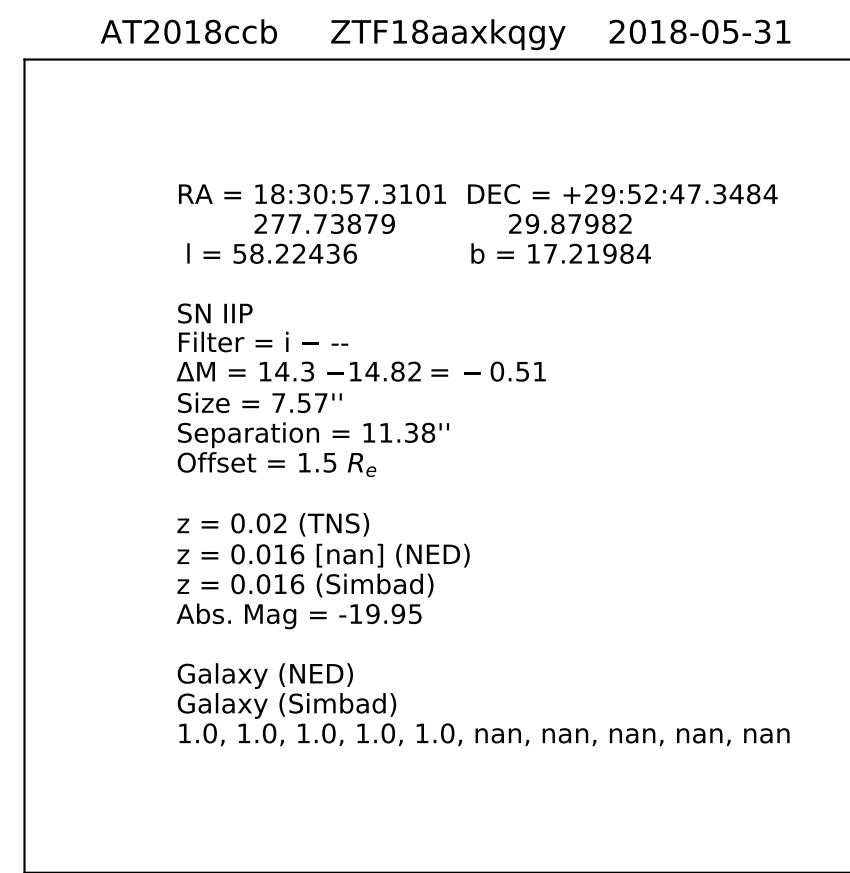 AT2018ccb ZTF18aaxkqgy 2018-05-31
RA = 18:30:57.3101 DEC = +29:52:47.3484
277.73879 29.87982
l = 58.22436 b = 17.21984
SN IIP
Filter = i − --
ΔM = 14.3 −14.82 = − 0.51
Size = 7.57''
Separation = 11.38''
Offset = 1.5 Rₑ
z = 0.02 (TNS)
z = 0.016 [nan] (NED)
z = 0.016 (Simbad)
Abs. Mag = -19.95
Galaxy (NED)
Galaxy (Simbad)
1.0, 1.0, 1.0, 1.0, 1.0, nan, nan, nan, nan, nan